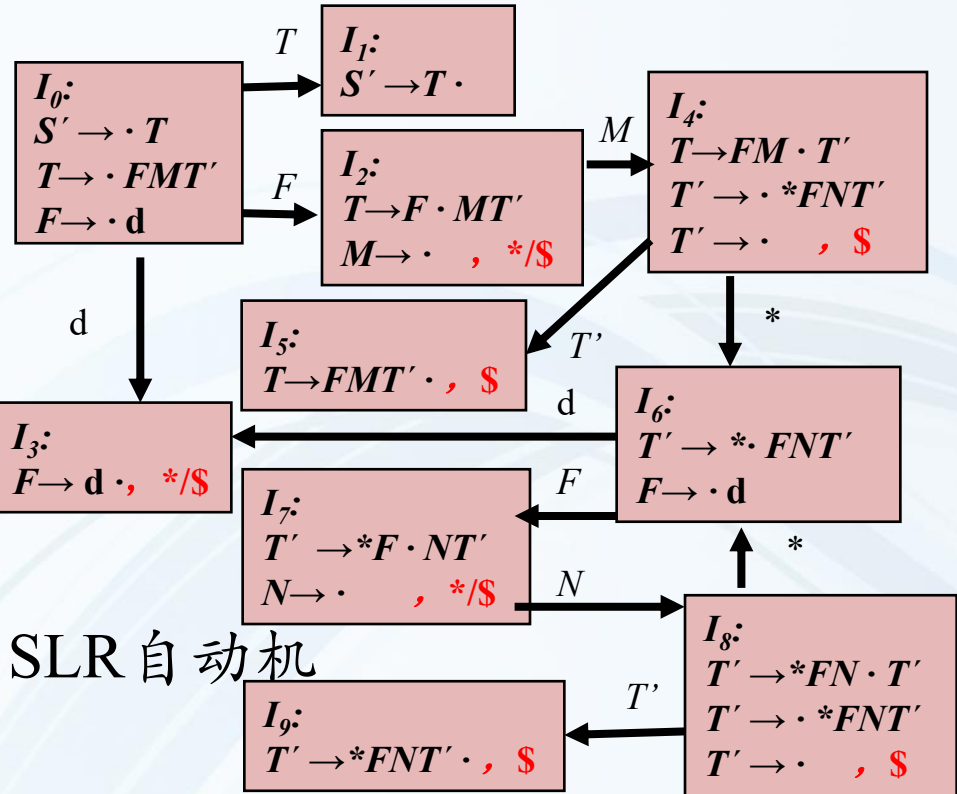 T
I₁:
S′ → T ·
I₀:
S′ → · T
T → · FMT′
F → · d
F
I₂:
T → F · MT′
M → · , */$
M
I₄:
T → FM · T′
T′ → · *FNT′
T′ → · , $
d
T’
*
I₅:
T → FMT′ · , $
d
I₃:
F → d ·, */$
I₆:
T′ → *· FNT′
F → · d
F
I₇:
T′ → *F · NT′
N → · , */$
*
N
SLR自动机
I₈:
T′ → *FN · T′
T′ → · *FNT′
T′ → · , $
T’
I₉:
T′ → *FNT′ · , $